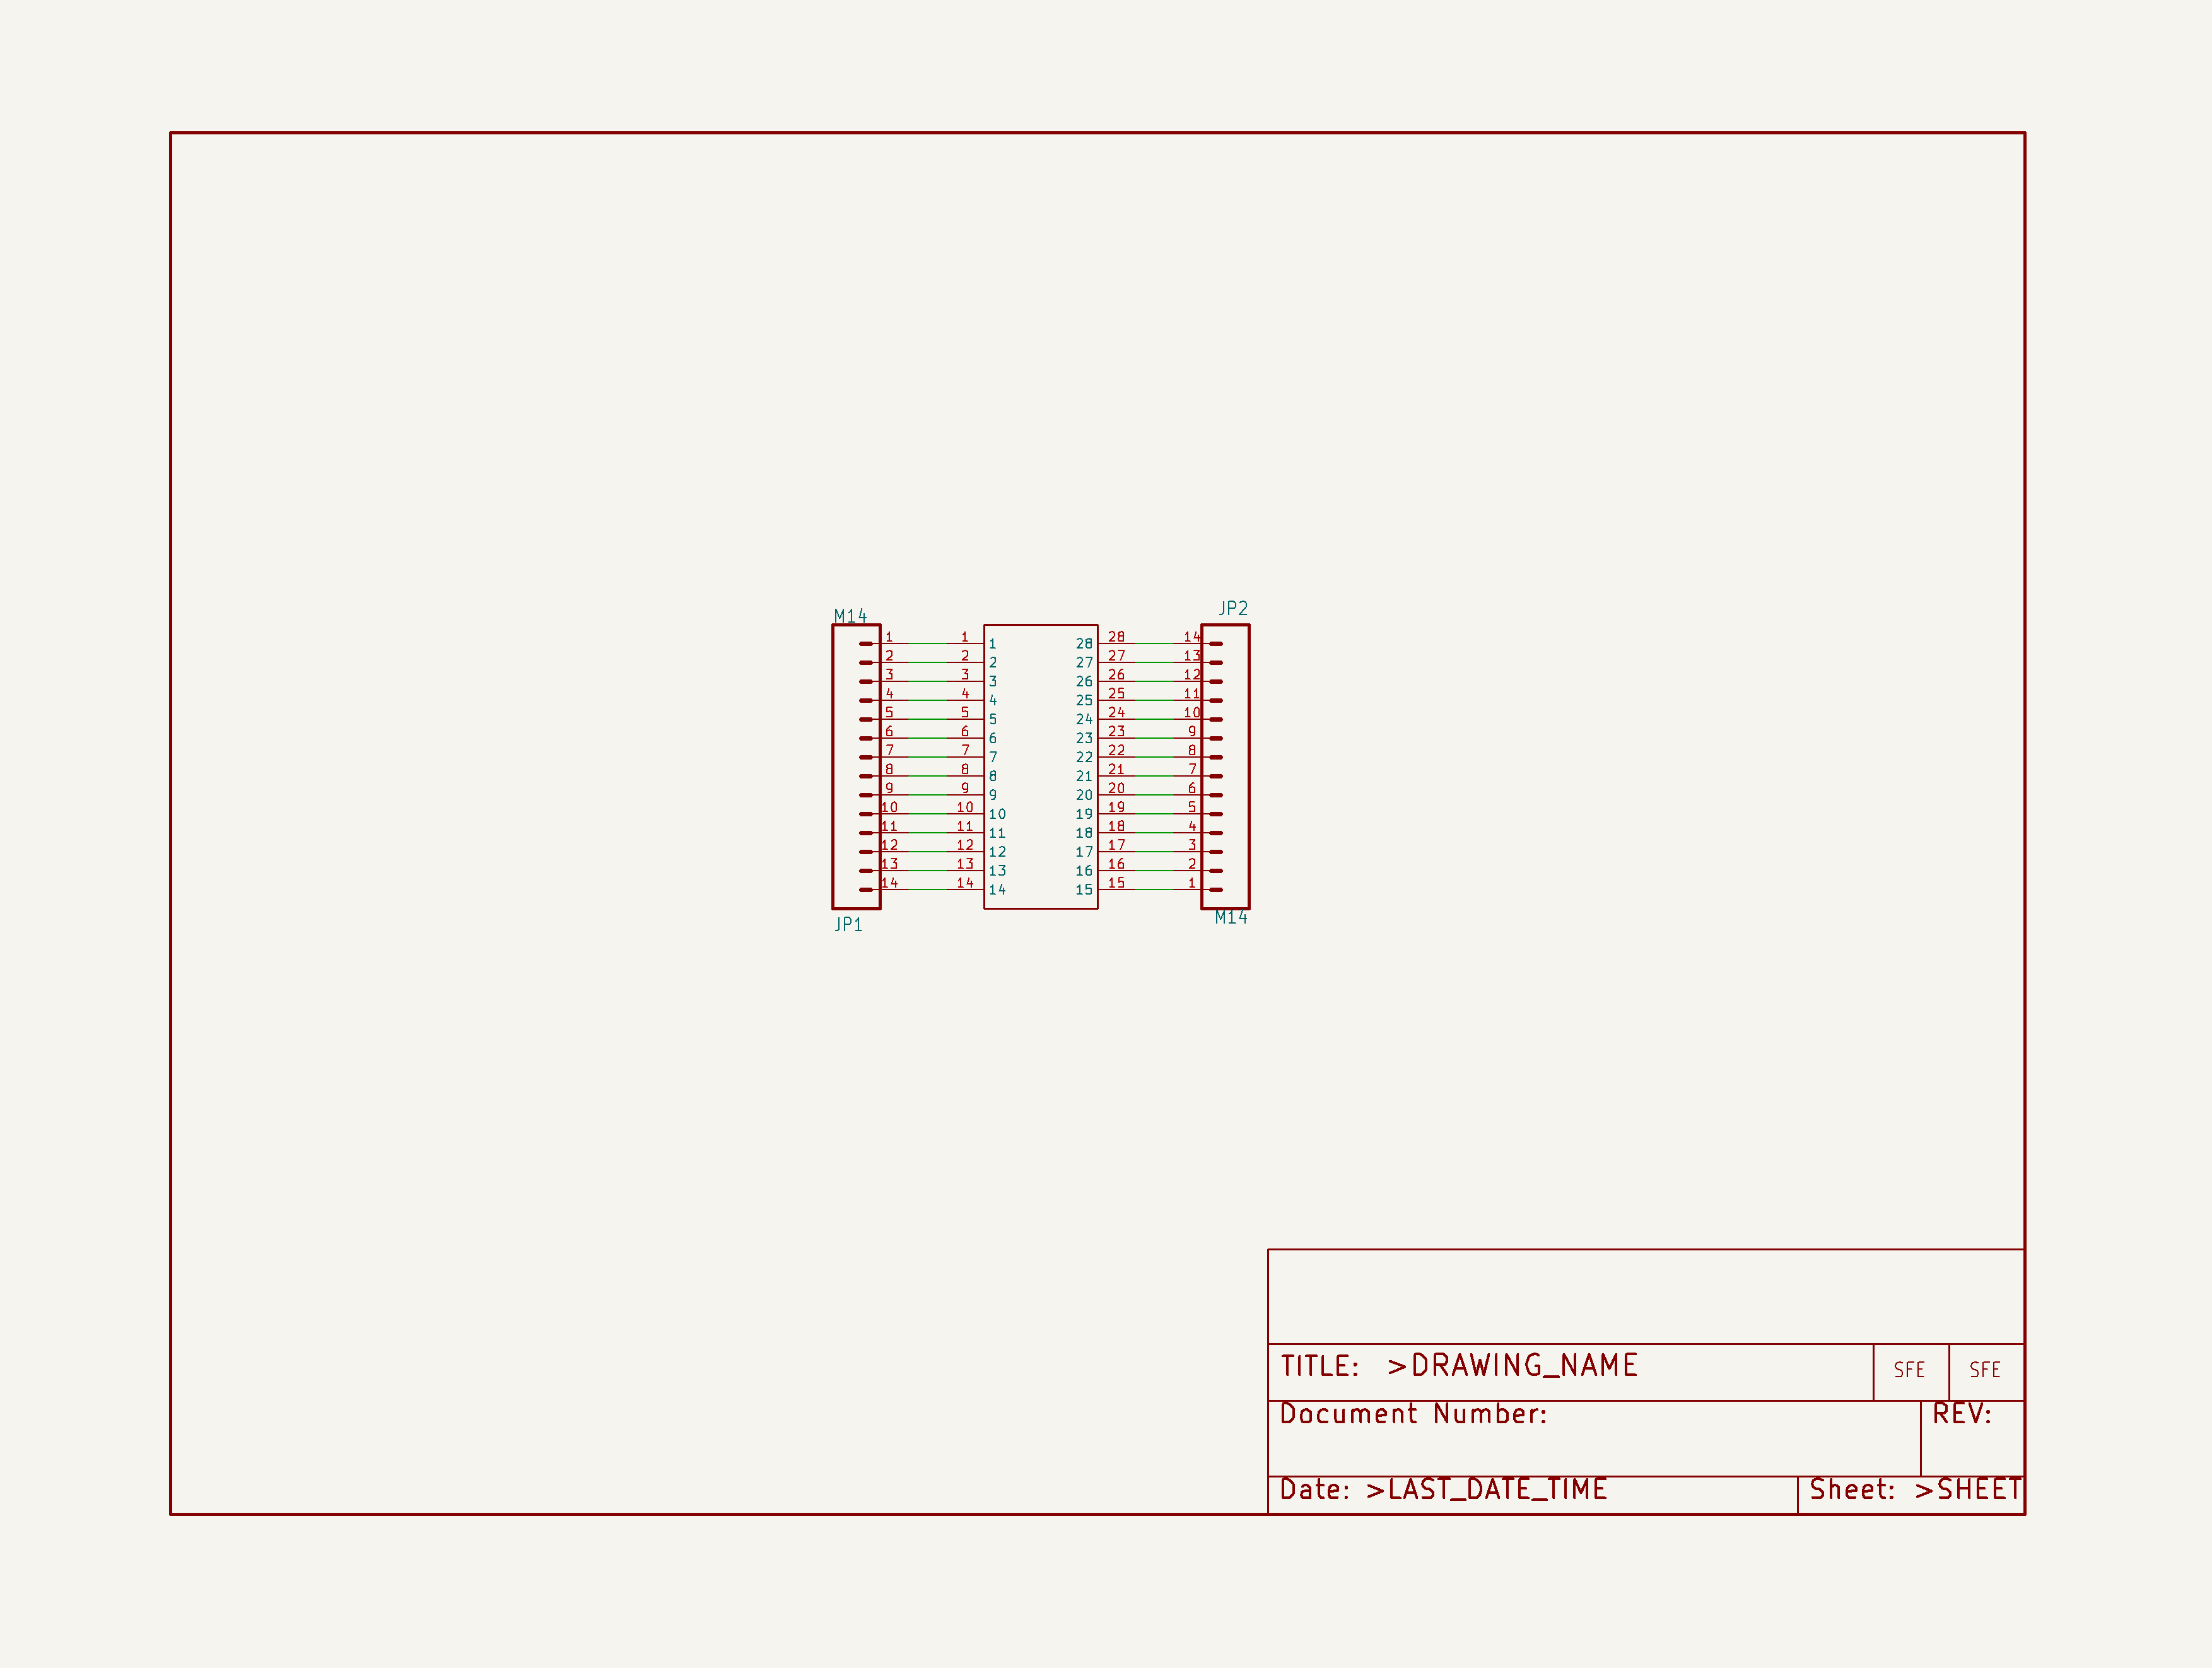 JP2
M14
1 1 1 28 28 14
2 2 2 27 27 13
3 3 3 26 26 12
4 4 4 25 25 11
5 5 5 24 24 10
6 6 6 23 23 9
7 7 7 22 22 8
8 8 8 21 21 7
9 9 9 20 20 6
10 10 10 19 19 5
11 11 11 18 18 4
12 12 12 17 17 3
13 13 13 16 16 2
14 14 14 15 15 1
M14
JP1
TITLE: >DRAWING_NAME SFE SFE
Document Number: REV:
Date: >LAST_DATE_TIME Sheet: >SHEET